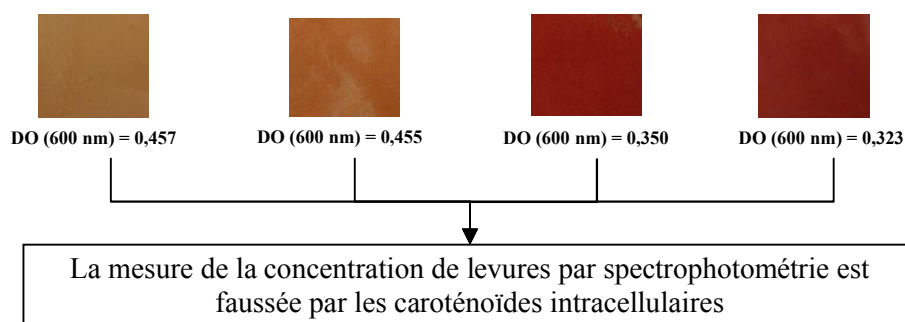 DO (600 nm) = 0,457 DO (600 nm) = 0,455 DO (600 nm) = 0,350 DO (600 nm) = 0,323
La mesure de la concentration de levures par spectrophotométrie est
faussée par les caroténoïdes intracellulaires